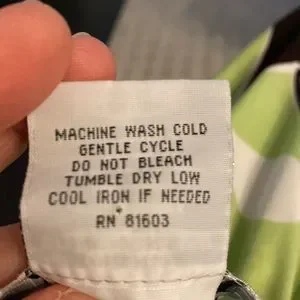 MACHINE WASH COLD
GENTLE CYCLE
DO NOT BLEACH
TUMBLE DRY LOW
COOL IRON IF NEEDED
RN* 81603